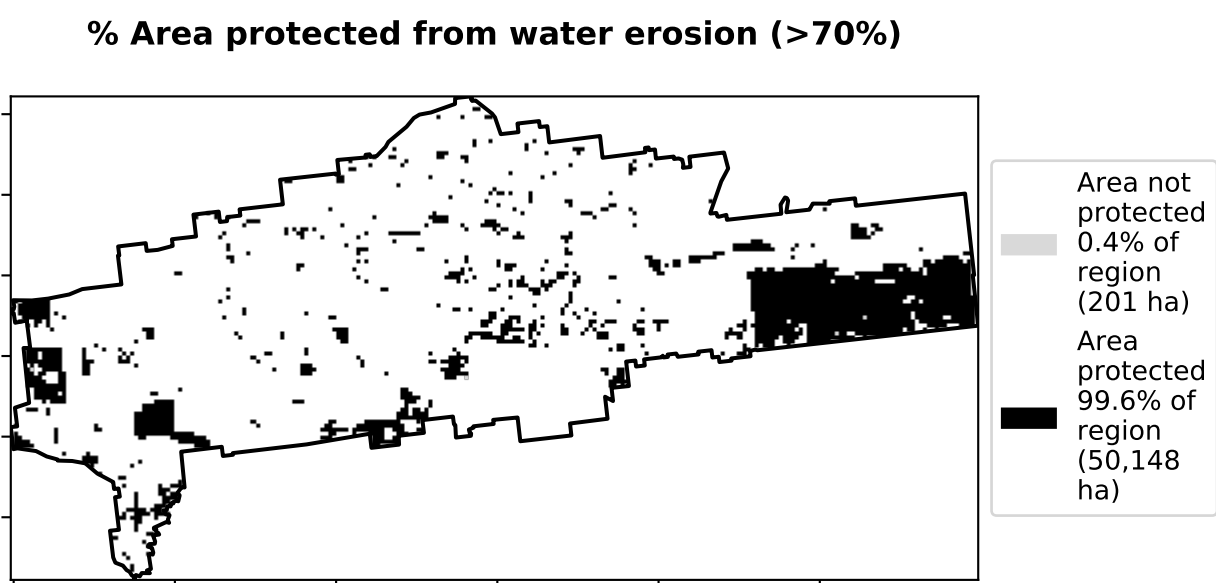 % Area protected from water erosion (>70%)
Area not
protected
0.4% of
region
(201 ha)
Area
protected
99.6% of
region
(50,148
ha)